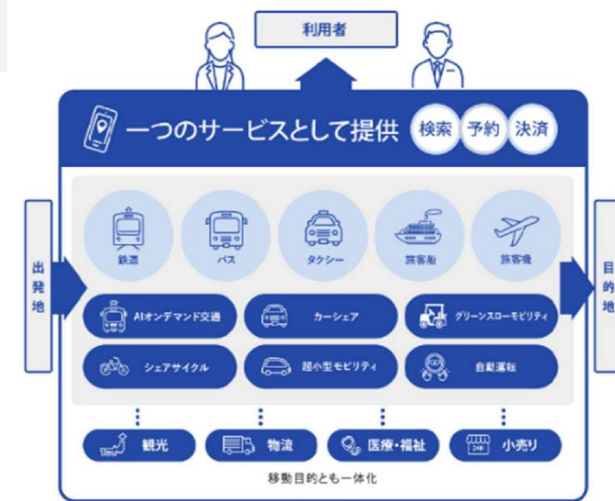 利用者
一つのサービスとして提供 検索 予約 決済
出発地
鉄道 バス タクシー 旅客船 旅客機
目的地
AIオンデマンド交通 カーシェア グリーンスローモビリティ
シェアサイクル 超小型モビリティ 自動運転
観光 物流 医療・福祉 小売り
移動目的とも一体化